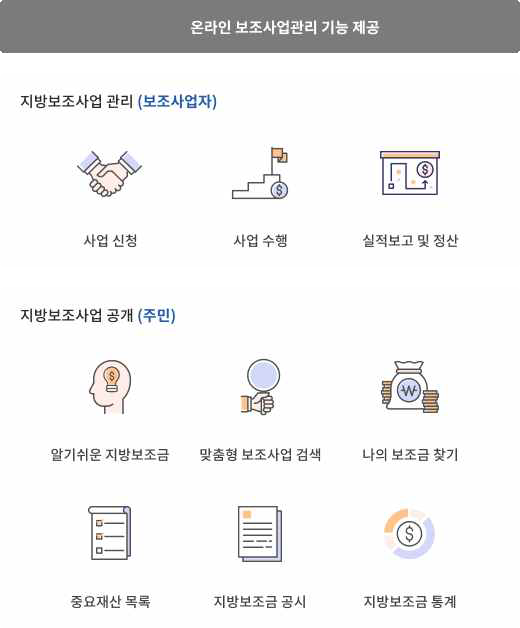 온라인 보조사업관리 기능 제공
지방보조사업 관리 (보조사업자)
사업 신청
사업 수행
실적보고 및 정산
지방보조사업 공개 (주민)
알기쉬운 지방보조금
맞춤형 보조사업 검색
나의 보조금 찾기
중요재산 목록
지방보조금 공시
지방보조금 통계